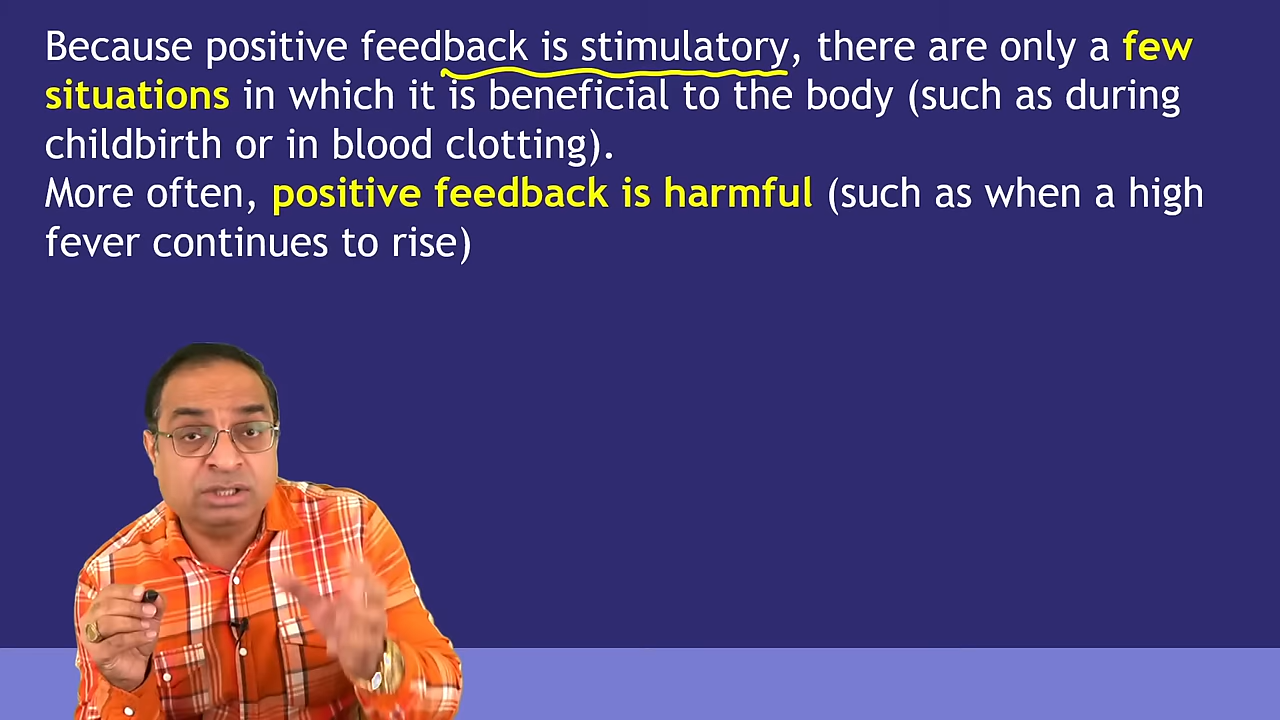 Because positive feedback is stimulatory, there are only a few
situations in which it is beneficial to the body (such as during
childbirth or in blood clotting).
More often, positive feedback is harmful (such as when a high
fever continues to rise)